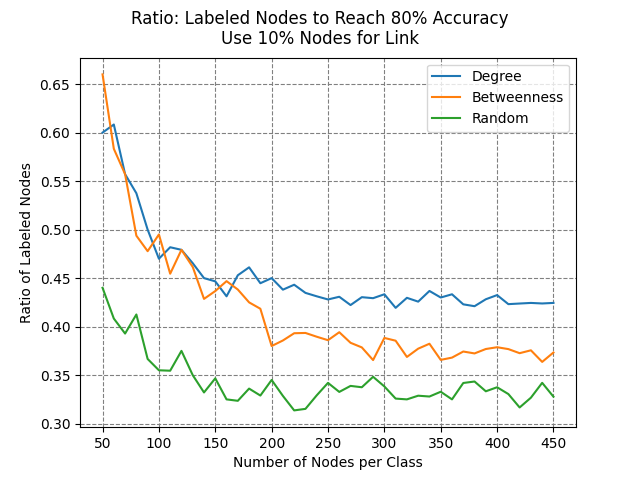 Ratio: Labeled Nodes to Reach 80% Accuracy
Use 10% Nodes for Link
Degree
Betweenness
Random
Ratio of Labeled Nodes
0.65
0.60
0.55
0.50
0.45
0.40
0.35
0.30
50 100 150 200 250 300 350 400 450
Number of Nodes per Class